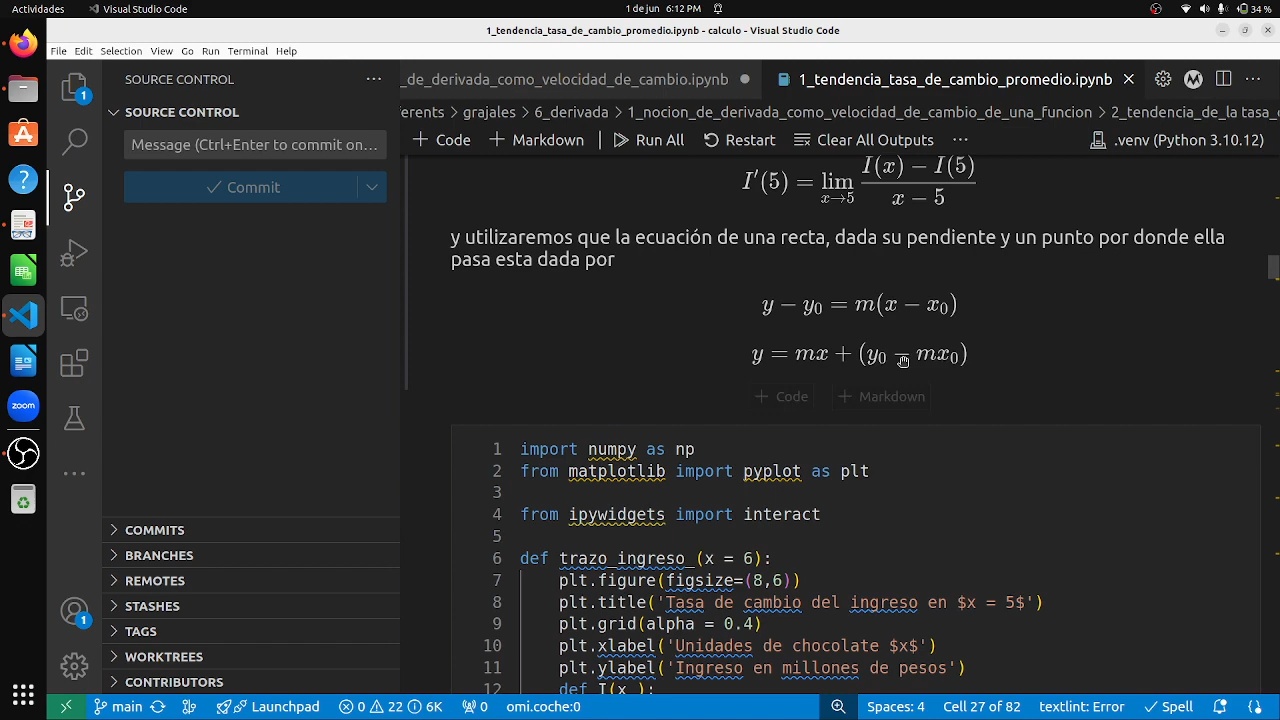 Actividades
Visual Studio Code
1 de jun 6:12 PM
34 %
1_tendencia_tasa_de_cambio_promedio.ipynb - calculo - Visual Studio Code
File Edit Selection View Go Run Terminal Help
SOURCE CONTROL
_de_derivada_como_velocidad_de_cambio.ipynb
1_tendencia_tasa_de_cambio_promedio.ipynb
SOURCE CONTROL
erents > grajales > 6_derivada > 1_nocion_de_derivada_como_velocidad_de_cambio_de_una_funcion > 2_tendencia_de_la tasa_
Message (Ctrl+Enter to commit on...
+ Code + Markdown Run All Restart Clear All Outputs ... .venv (Python 3.10.12)
Commit
I'(5) = lim x→5 (I(x) − I(5)) / (x − 5)
y utilizaremos que la ecuación de una recta, dada su pendiente y un punto por donde ella
pasa esta dada por
y − y₀ = m(x − x₀)
y = mx + (y₀ − mx₀)
+ Code + Markdown
1 import numpy as np
2 from matplotlib import pyplot as plt
3
4 from ipywidgets import interact
5
6 def trazo_ingreso_(x = 6):
7 plt.figure(figsize=(8,6))
8 plt.title('Tasa de cambio del ingreso en $x = 5$')
9 plt.grid(alpha = 0.4)
10 plt.xlabel('Unidades de chocolate $x$')
11 plt.ylabel('Ingreso en millones de pesos')
12 def I(x_):
COMMITS
BRANCHES
REMOTES
STASHES
TAGS
WORKTREES
CONTRIBUTORS
1
1
zoom
main Launchpad 0 22 6K 0 omi.coche:0 Spaces: 4 Cell 27 of 82 textlint: Error Spell